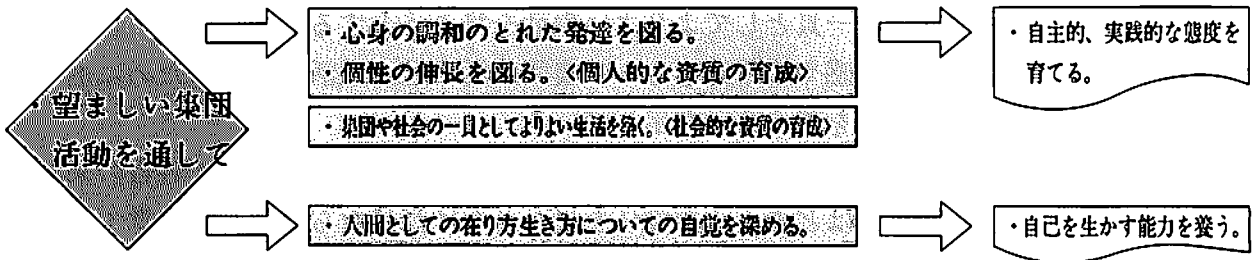 ・望ましい集団
活動を通して
・心身の調和のとれた発達を図る。
・個性の伸長を図る。〈個人的な資質の育成〉
・集団や社会の一員としてよりよい生活を築く。〈社会的な資質の育成〉
・自主的、実践的な態度を
育てる。
・人間としての在り方生き方についての自覚を深める。
・自己を生かす能力を養う。